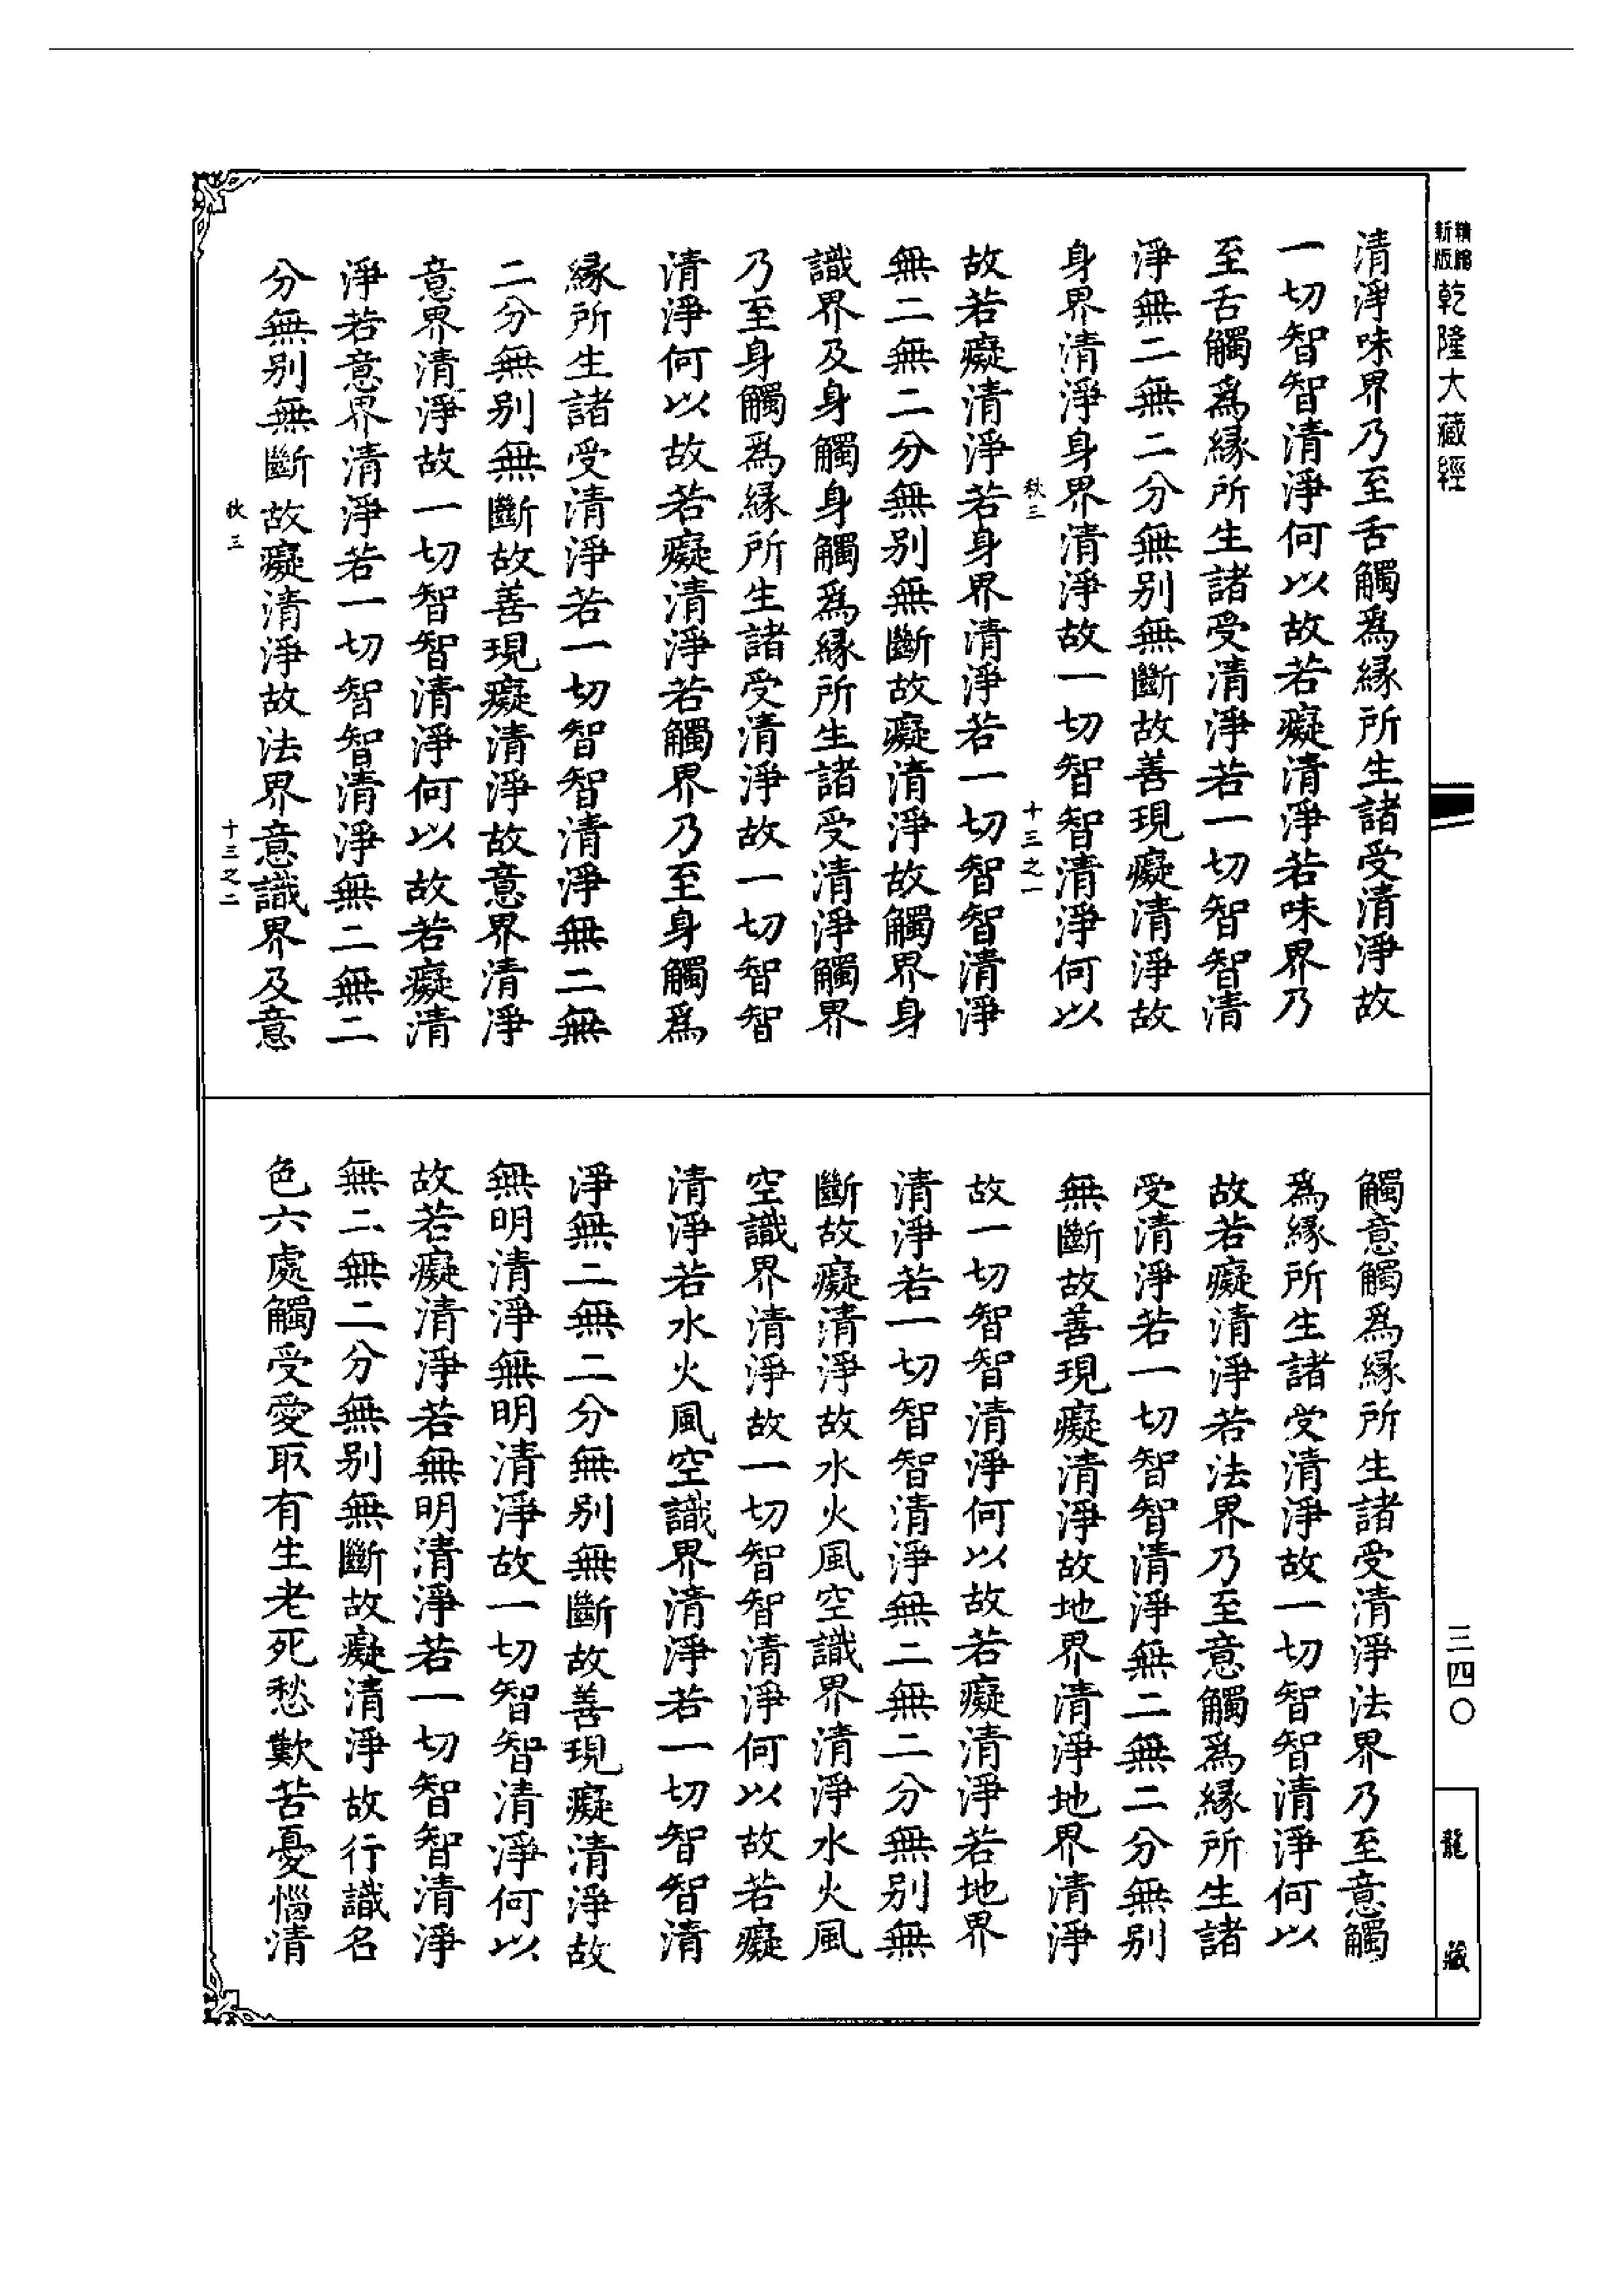 新版
精縮
乾隆大藏經
清淨味界乃至舌觸爲緣所生諸受清淨故
一切智智清淨何以故若癡清淨若味界乃
至舌觸爲緣所生諸受清淨若一切智智清
淨無二無二分無別無斷故善現癡清淨故
身界清淨身界清淨故一切智智清淨何以
秋三
十三之一
故若癡清淨若身界清淨若一切智智清淨
無二無二分無別無斷故癡清淨故觸界身
識界及身觸身觸爲緣所生諸受清淨觸界
乃至身觸爲緣所生諸受清淨故一切智智
清淨何以故若癡清淨若觸界乃至身觸爲
緣所生諸受清淨若一切智智清淨無二無
二分無別無斷故善現癡清淨故意界清淨
意界清淨故一切智智清淨何以故若癡清
淨若意界清淨若一切智智清淨無二無二
分無別無斷故癡清淨故法界意識界及意
秋三
十三之二
觸意觸爲緣所生諸受清淨法界乃至意觸
爲緣所生諸受清淨故一切智智清淨何以
故若癡清淨若法界乃至意觸爲緣所生諸
受清淨若一切智智清淨無二無二分無別
無斷故善現癡清淨故地界清淨地界清淨
故一切智智清淨何以故若癡清淨若地界
清淨若一切智智清淨無二無二分無別無
斷故癡清淨故水火風空識界清淨水火風
空識界清淨故一切智智清淨何以故若癡
清淨若水火風空識界清淨若一切智智清
淨無二無二分無別無斷故善現癡清淨故
無明清淨無明清淨故一切智智清淨何以
故若癡清淨若無明清淨若一切智智清淨
無二無二分無別無斷故癡清淨故行識名
色六處觸受愛取有生老死愁歎苦憂惱清
三四〇
龍藏